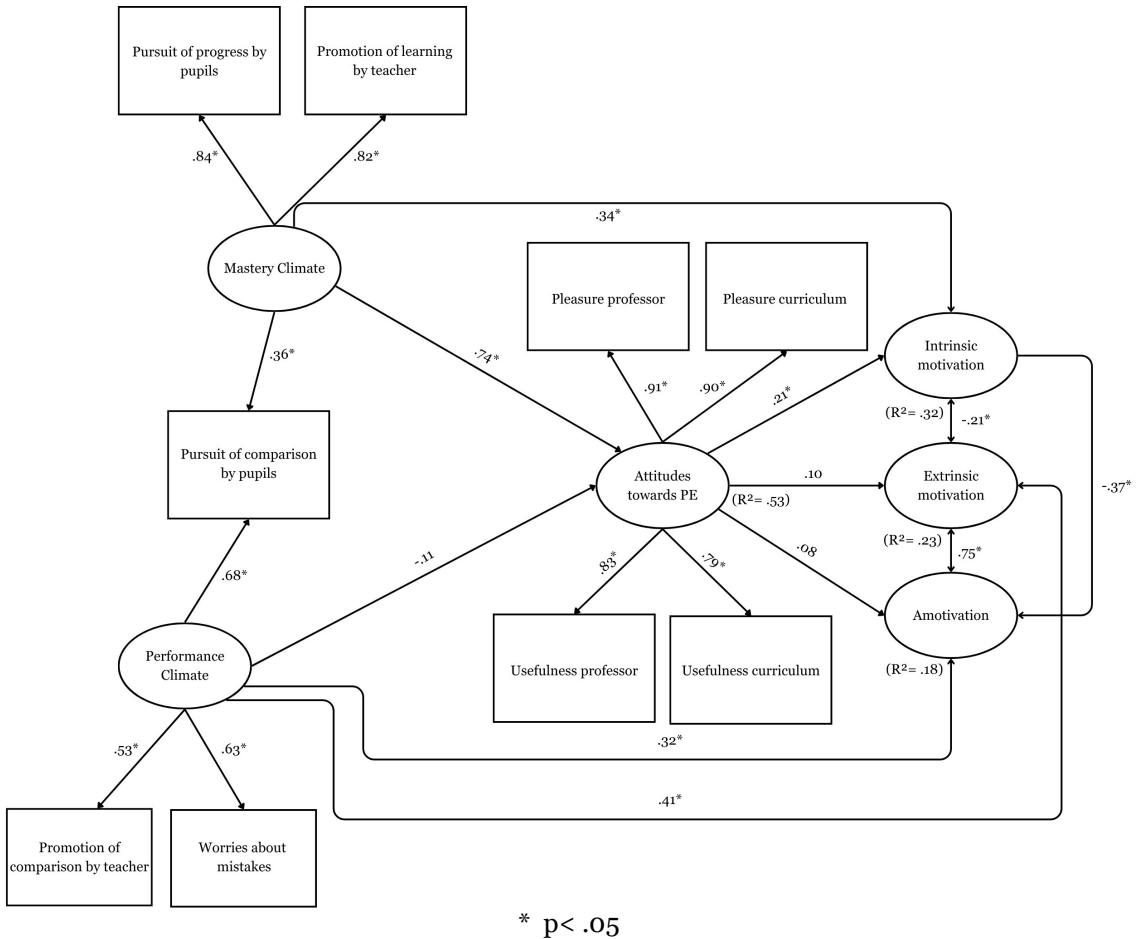 Pursuit of progress by
pupils
Promotion of learning
by teacher
.84*
.82*
.34*
Mastery Climate
Pleasure professor
Pleasure curriculum
Intrinsic
motivation
.36*
.74*
.91*
.90*
.21*
(R²= .32)
-.21*
Pursuit of comparison
by pupils
Attitudes
towards PE
(R²= .53)
.10
Extrinsic
motivation
-.37*
(R²= .23)
.75*
.68*
-.11
.83*
.79*
.08
Amotivation
Performance
Climate
Usefulness professor
Usefulness curriculum
(R²= .18)
.53*
.63*
.32*
.41*
Promotion of
comparison by teacher
Worries about
mistakes
* p< .05